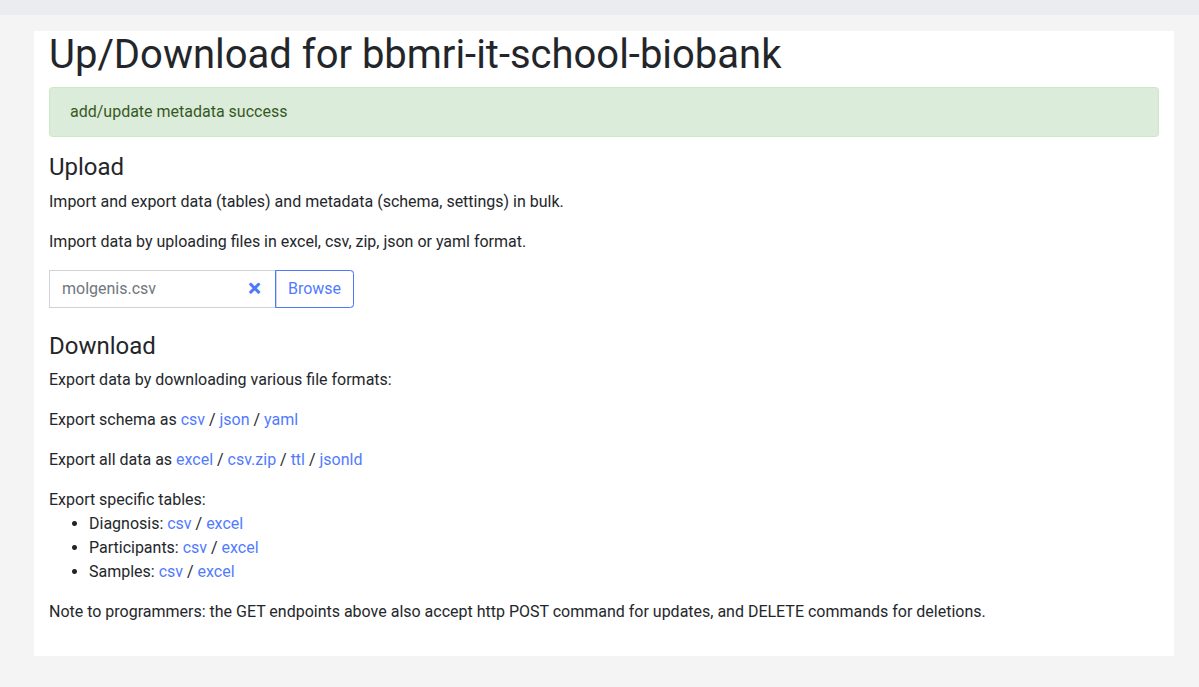 Up/Download for bbmri-it-school-biobank
add/update metadata success
Upload
Import and export data (tables) and metadata (schema, settings) in bulk.
Import data by uploading files in excel, csv, zip, json or yaml format.
molgenis.csv Browse
Download
Export data by downloading various file formats:
Export schema as csv / json / yaml
Export all data as excel / csv.zip / ttl / jsonld
Export specific tables:
• Diagnosis: csv / excel
• Participants: csv / excel
• Samples: csv / excel
Note to programmers: the GET endpoints above also accept http POST command for updates, and DELETE commands for deletions.